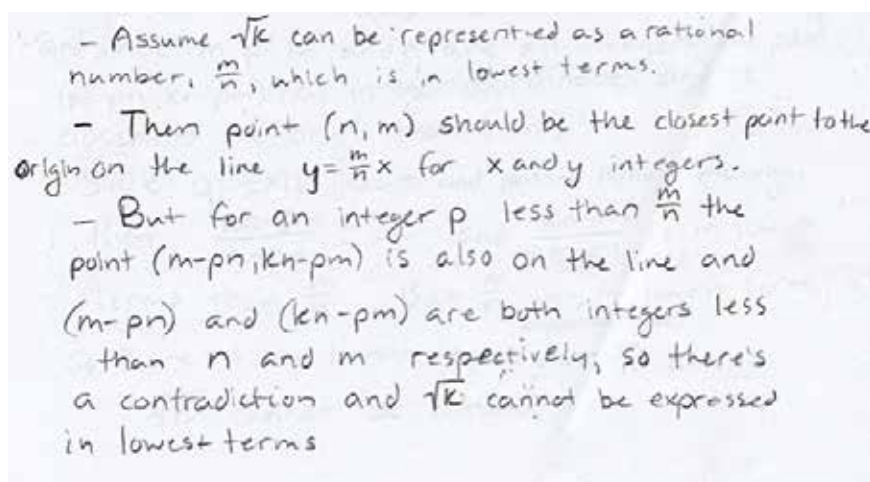 - Assume √k can be represented as a rational
number, m/n, which is in lowest terms.
- Then point (n, m) should be the closest point to the
origin on the line y = m/n x for x and y integers.
- But for an integer p less than m/n the
point (m-pn, kn-pm) is also on the line and
(m-pn) and (kn-pm) are both integers less
than n and m respectively, so there's
a contradiction and √k cannot be expressed
in lowest terms